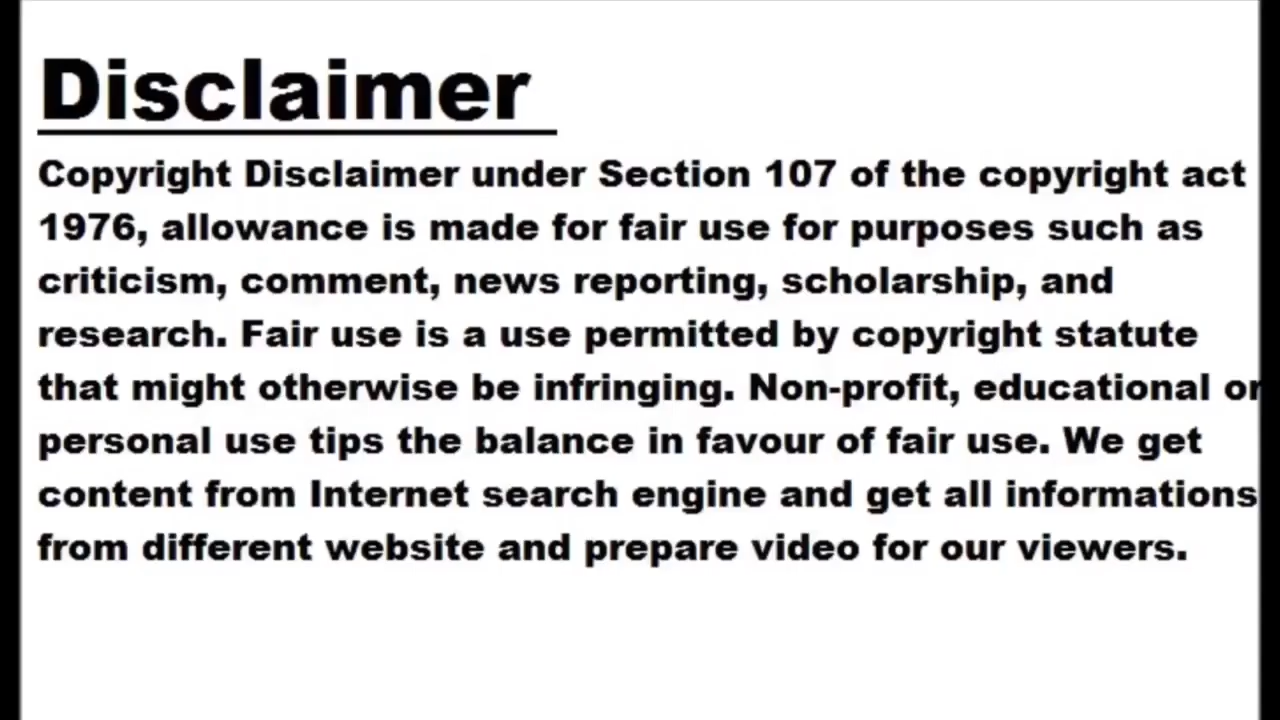 Disclaimer
Copyright Disclaimer under Section 107 of the copyright act
1976, allowance is made for fair use for purposes such as
criticism, comment, news reporting, scholarship, and
research. Fair use is a use permitted by copyright statute
that might otherwise be infringing. Non-profit, educational or
personal use tips the balance in favour of fair use. We get
content from Internet search engine and get all informations
from different website and prepare video for our viewers.